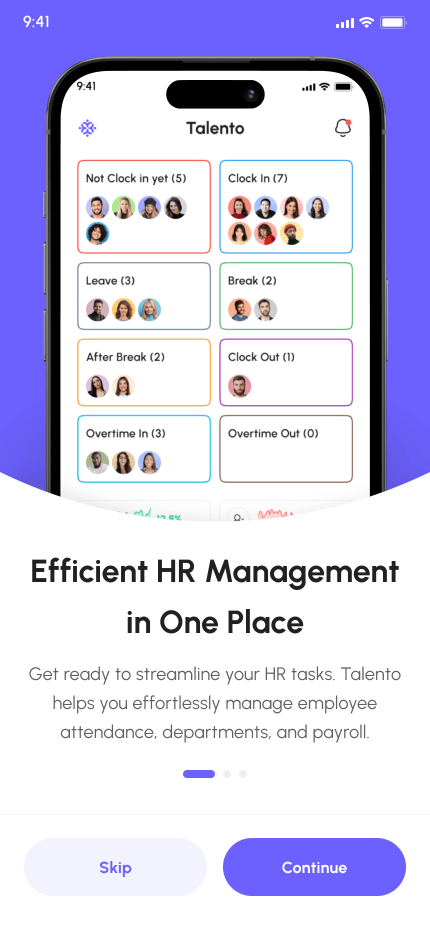 9:41
9:41
Talento
Not Clock in yet (5)
Clock In (7)
Leave (3)
Break (2)
After Break (2)
Clock Out (1)
Overtime In (3)
Overtime Out (0)
Efficient HR Management
in One Place
Get ready to streamline your HR tasks. Talento
helps you effortlessly manage employee
attendance, departments, and payroll.
Skip
Continue